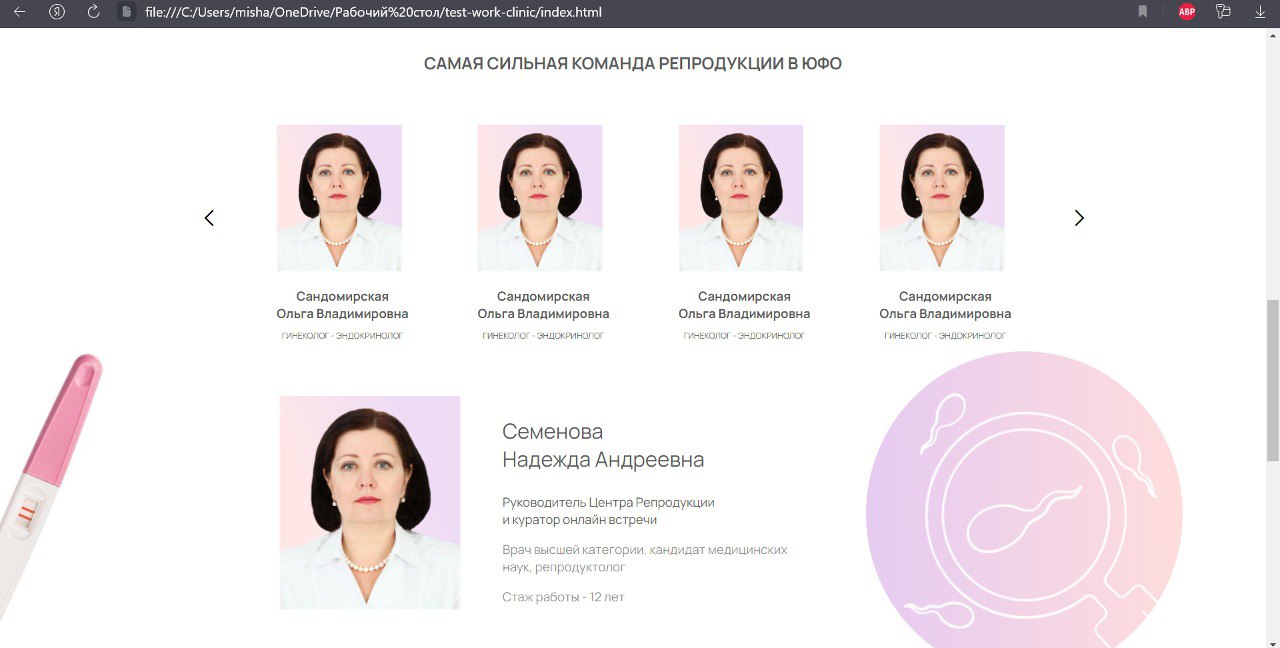 file:///C:/Users/misha/OneDrive/Рабочий%20стол/test-work-clinic/index.html
ABP
САМАЯ СИЛЬНАЯ КОМАНДА РЕПРОДУКЦИИ В ЮФО
Сандомирская
Ольга Владимировна
ГИНЕКОЛОГ - ЭНДОКРИНОЛОГ
Сандомирская
Ольга Владимировна
ГИНЕКОЛОГ - ЭНДОКРИНОЛОГ
Сандомирская
Ольга Владимировна
ГИНЕКОЛОГ - ЭНДОКРИНОЛОГ
Сандомирская
Ольга Владимировна
ГИНЕКОЛОГ - ЭНДОКРИНОЛОГ
Семенова
Надежда Андреевна
Руководитель Центра Репродукции
и куратор онлайн встречи
Врач высшей категории. кандидат медицинских
наук, репродуктолог
Стаж работы - 12 лет